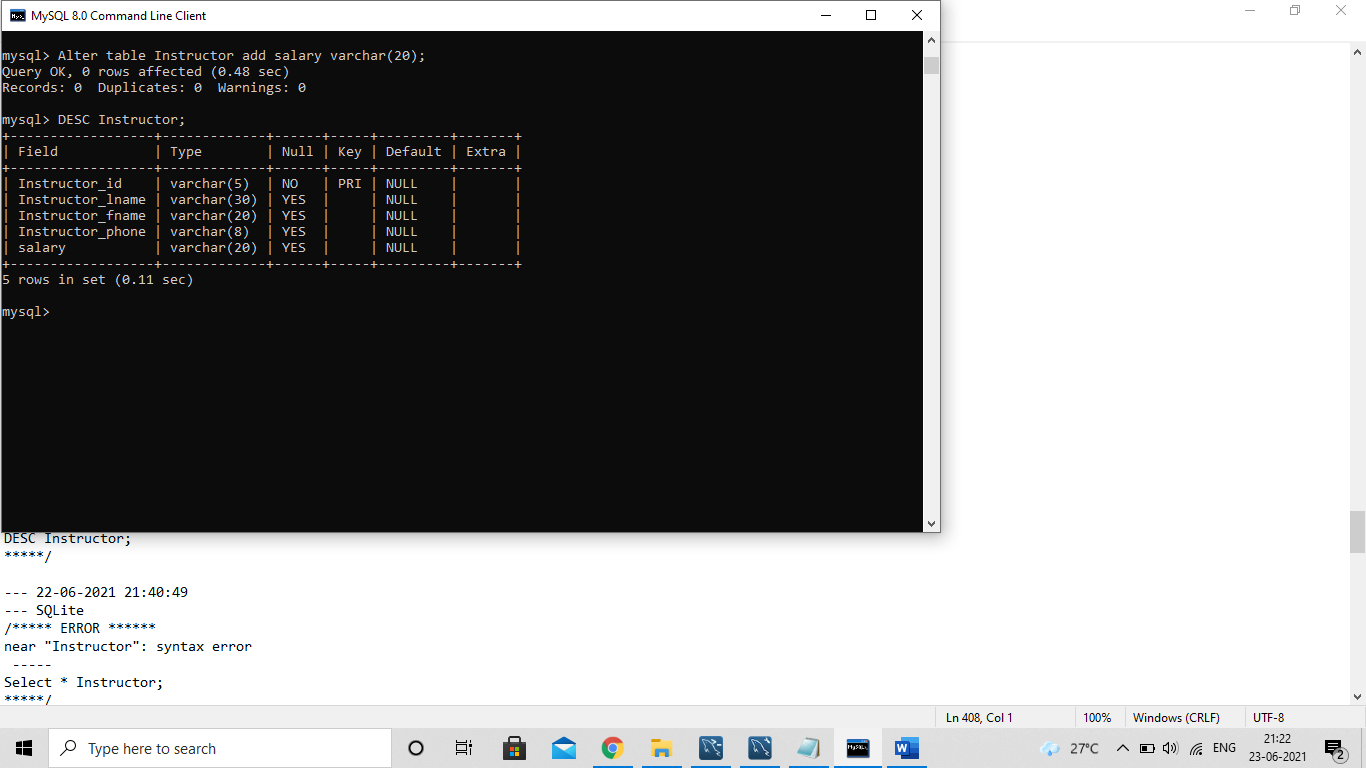 MySQL 8.0 Command Line Client
mysql> Alter table Instructor add salary varchar(20);
Query OK, 0 rows affected (0.48 sec)
Records: 0  Duplicates: 0  Warnings: 0
mysql> DESC Instructor;
+------------------+-------------+------+-----+---------+-------+
| Field            | Type        | Null | Key | Default | Extra |
+------------------+-------------+------+-----+---------+-------+
| Instructor_id    | varchar(5)  | NO   | PRI | NULL    |       |
| Instructor_lname | varchar(30) | YES  |     | NULL    |       |
| Instructor_fname | varchar(20) | YES  |     | NULL    |       |
| Instructor_phone | varchar(8)  | YES  |     | NULL    |       |
| salary           | varchar(20) | YES  |     | NULL    |       |
+------------------+-------------+------+-----+---------+-------+
5 rows in set (0.11 sec)
mysql>
DESC Instructor;
*****/
--- 22-06-2021 21:40:49
--- SQLite
/***** ERROR ******
near "Instructor": syntax error
 -----
Select * Instructor;
*****/
Ln 408, Col 1 100% Windows (CRLF) UTF-8
Type here to search
MySQL
W
27°C
ENG
21:22
23-06-2021
2